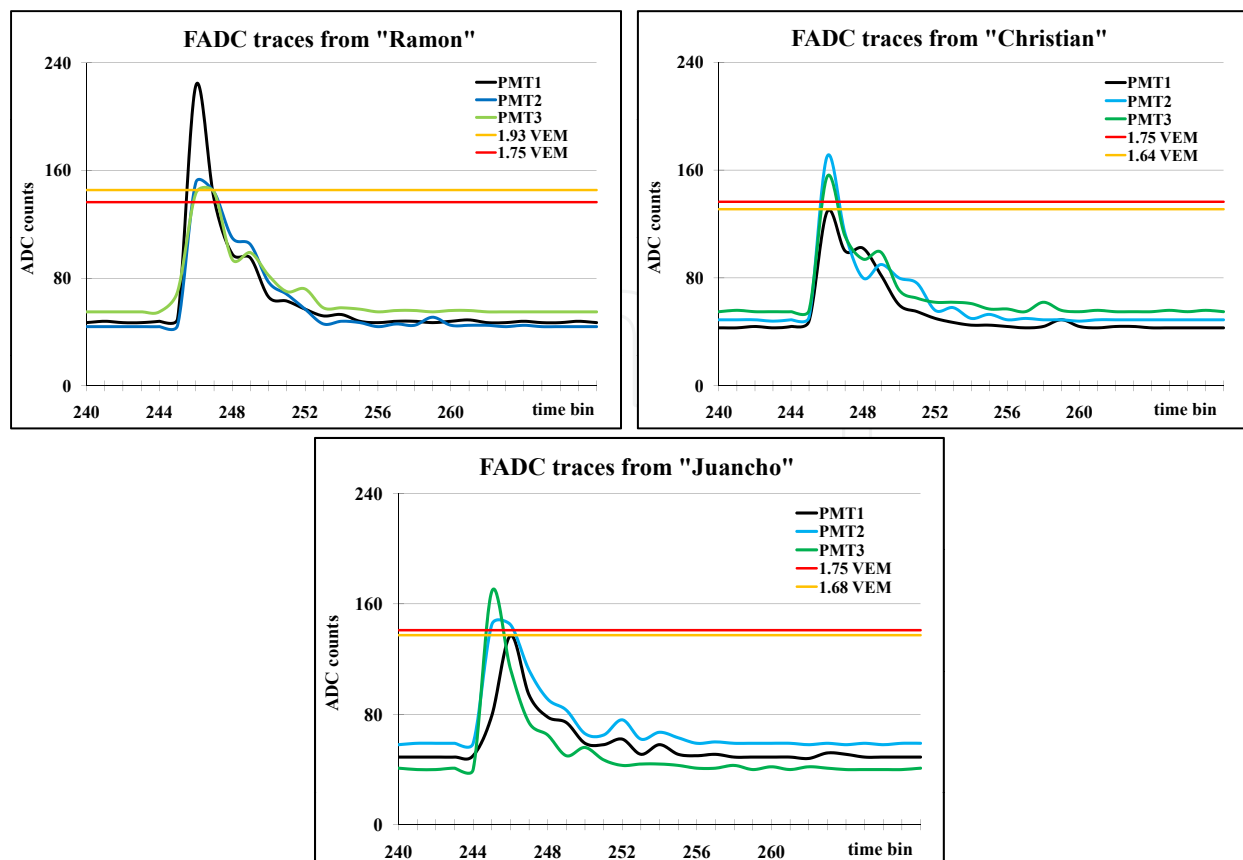 FADC traces from "Ramon"
240
160
80
0
ADC counts
PMT1
PMT2
PMT3
1.93 VEM
1.75 VEM
240 244 248 252 256 260 time bin
FADC traces from "Christian"
240
160
80
0
ADC counts
PMT1
PMT2
PMT3
1.75 VEM
1.64 VEM
240 244 248 252 256 260 time bin
FADC traces from "Juancho"
240
160
80
0
ADC counts
PMT1
PMT2
PMT3
1.75 VEM
1.68 VEM
240 244 248 252 256 260 time bin